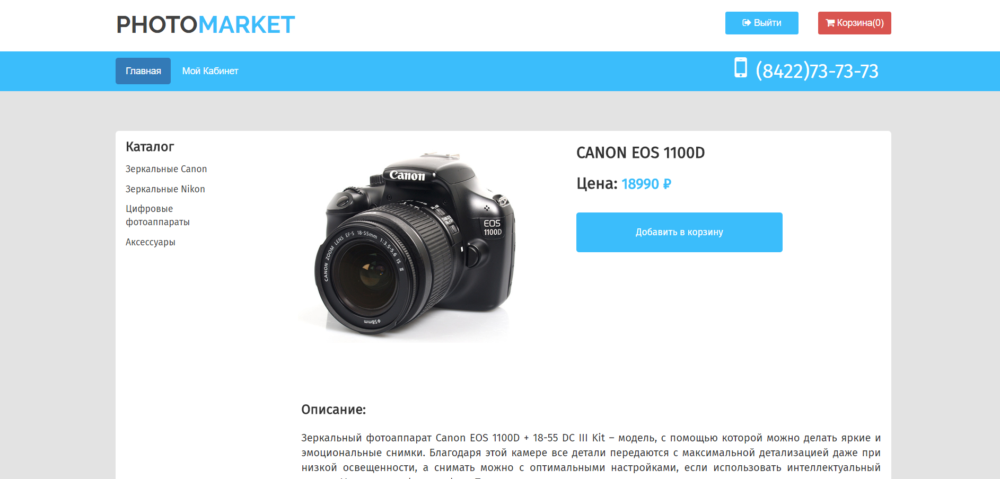 PHOTOMARKET
Выйти
Корзина(0)
Главная
Мой Кабинет
(8422)73-73-73
Каталог
Зеркальные Canon
Зеркальные Nikon
Цифровые
фотоаппараты
Аксессуары
Canon
EOS
1100D
CANON ZOOM LENS EF-S 18-55mm 1:3.5-5.6 IS II
φ58mm
CANON EOS 1100D
Цена: 18990 ₽
Добавить в корзину
Описание:
Зеркальный фотоаппарат Canon EOS 1100D + 18-55 DC III Kit – модель, с помощью которой можно делать яркие и
эмоциональные снимки. Благодаря этой камере все детали передаются с максимальной детализацией даже при
низкой освещенности, а снимать можно с оптимальными настройками, если использовать интеллектуальный